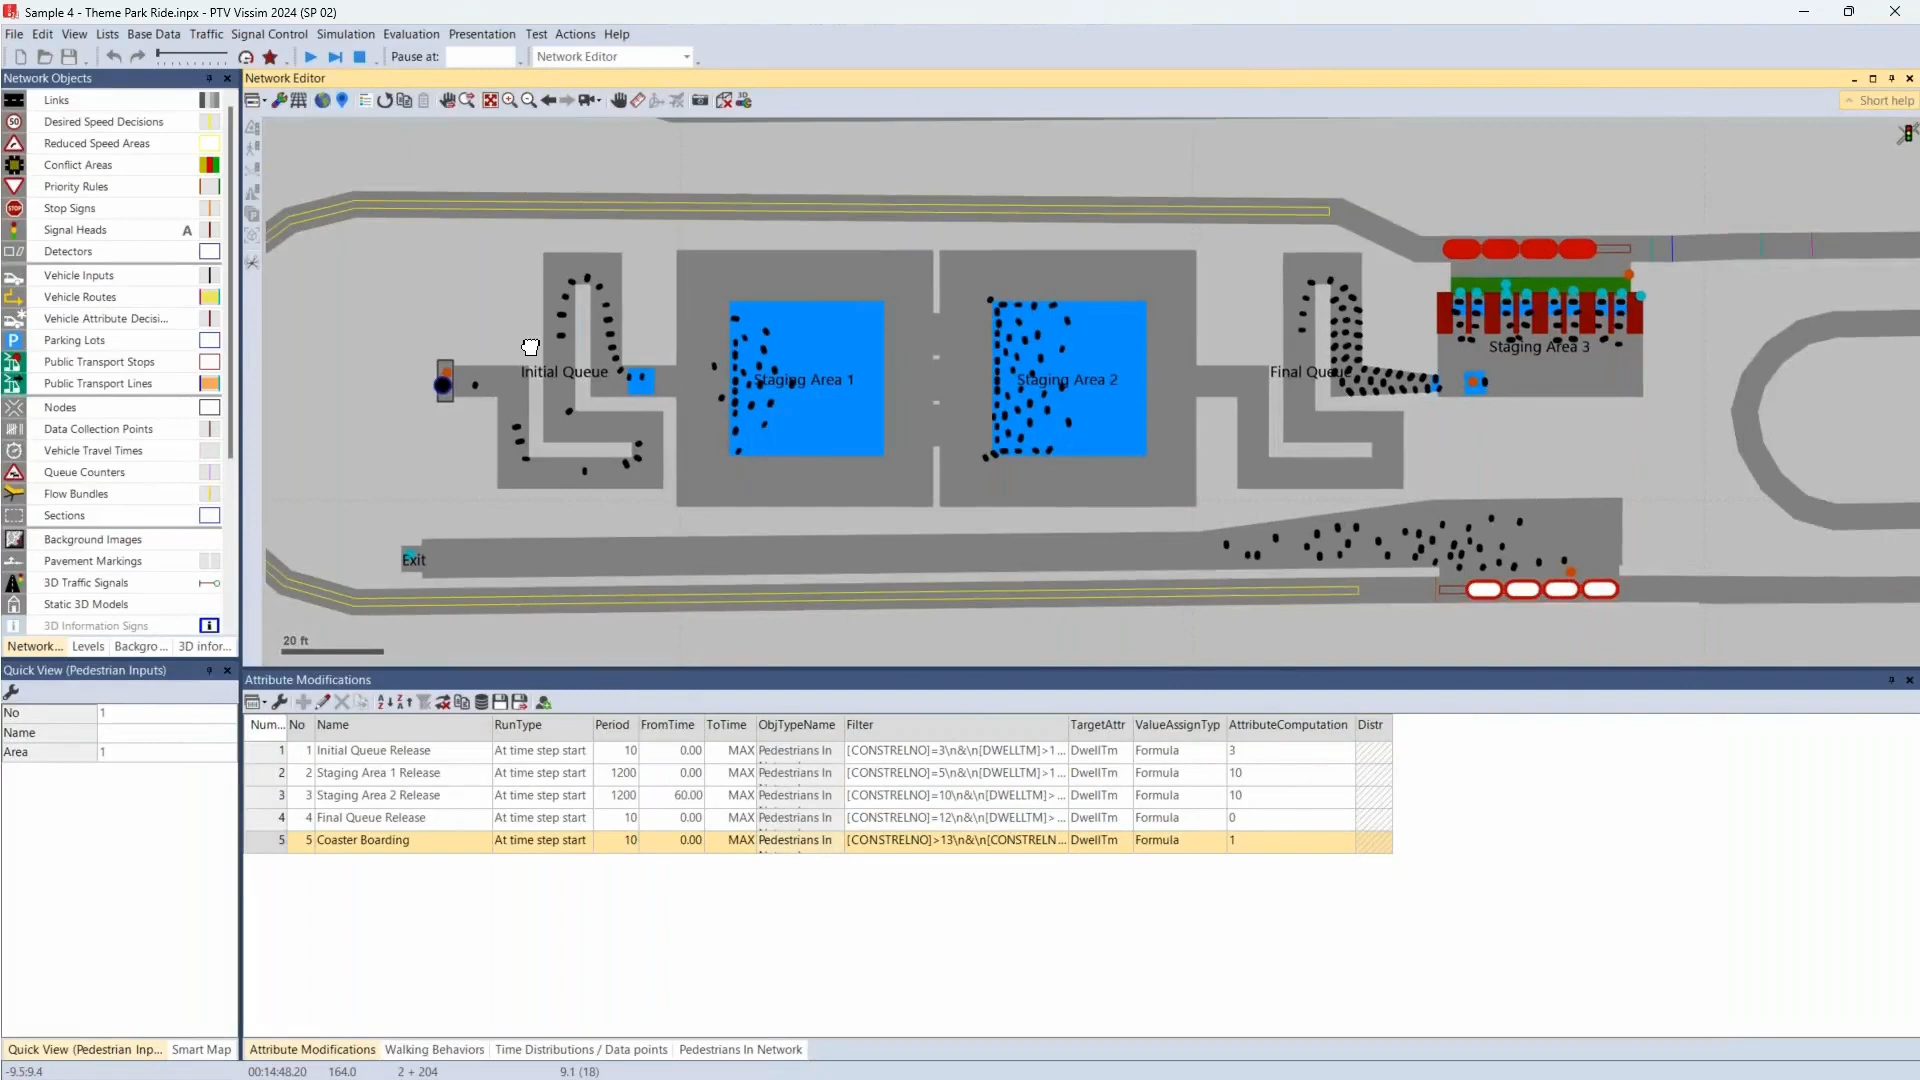 Sample 4 - Theme Park Ride.inpx - PTV Vissim 2024 (SP 02)
File Edit View Lists Base Data Traffic Signal Control Simulation Evaluation Presentation Test Actions Help
Pause at: Network Editor
Network Objects
Network Editor
Short help
Links
Desired Speed Decisions
Reduced Speed Areas
Conflict Areas
Priority Rules
Stop Signs
Signal Heads A
Detectors
Vehicle Inputs
Vehicle Routes
Vehicle Attribute Decisi...
Parking Lots
Public Transport Stops
Public Transport Lines
Nodes
Data Collection Points
Vehicle Travel Times
Queue Counters
Flow Bundles
Sections
Background Images
Pavement Markings
3D Traffic Signals
Static 3D Models
3D Information Signs
Network... Levels Backgro... 3D infor...
Initial Queue
Staging Area 1
Staging Area 2
Final Queue
Staging Area 3
Exit
20 ft
Quick View (Pedestrian Inputs)
No 1
Name
Area 1
Attribute Modifications
Num... No Name RunType Period FromTime ToTime ObjTypeName Filter TargetAttr ValueAssignTyp AttributeComputation Distr
1 1 Initial Queue Release At time step start 10 0.00 MAX Pedestrians In [CONSTRELNO]=3\n&\n[DWELLTM]>1... DwellTm Formula 3
2 2 Staging Area 1 Release At time step start 1200 0.00 MAX Pedestrians In [CONSTRELNO]=5\n&\n[DWELLTM]>1... DwellTm Formula 10
3 3 Staging Area 2 Release At time step start 1200 60.00 MAX Pedestrians In [CONSTRELNO]=10\n&\n[DWELLTM]>... DwellTm Formula 10
4 4 Final Queue Release At time step start 10 0.00 MAX Pedestrians In [CONSTRELNO]=12\n&\n[DWELLTM]>... DwellTm Formula 0
5 5 Coaster Boarding At time step start 10 0.00 MAX Pedestrians In [CONSTRELNO]>13\n&\n[CONSTRELN... DwellTm Formula 1
Quick View (Pedestrian Inp... Smart Map
Attribute Modifications Walking Behaviors Time Distributions / Data points Pedestrians In Network
-9.5:9.4 00:14:48.20 164.0 2 + 204 9.1 (18)